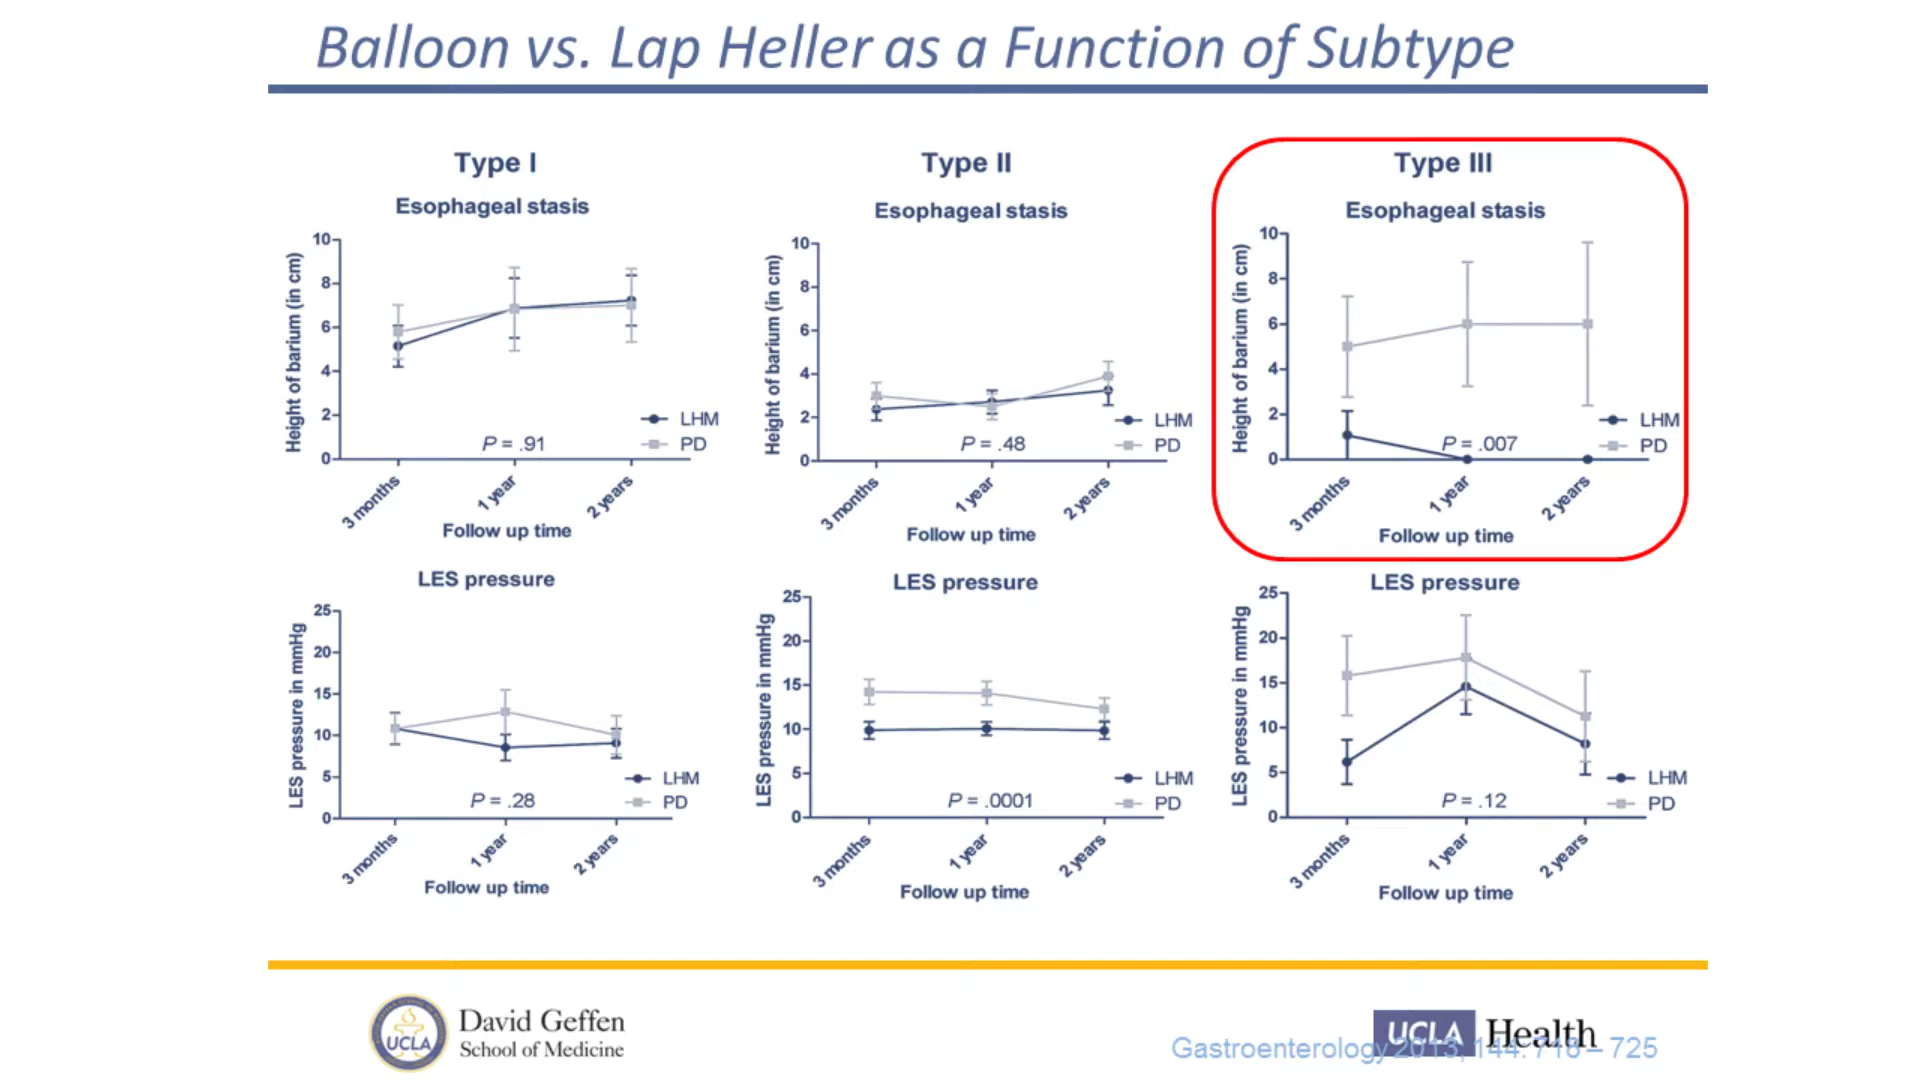 Balloon vs. Lap Heller as a Function of Subtype
Type I
Esophageal stasis
Height of barium (in cm)
10
8
6
4
2
0
P = .91
LHM
PD
3 months
1 year
2 years
Follow up time
Type II
Esophageal stasis
Height of barium (in cm)
10
8
6
4
2
0
P = .48
LHM
PD
3 months
1 year
2 years
Follow up time
Type III
Esophageal stasis
Height of barium (in cm)
10
8
6
4
2
0
P = .007
LHM
PD
3 months
1 year
2 years
Follow up time
LES pressure
LES pressure in mmHg
25
20
15
10
5
0
P = .28
LHM
PD
3 months
1 year
2 years
Follow up time
LES pressure
LES pressure in mmHg
25
20
15
10
5
0
P = .0001
LHM
PD
3 months
1 year
2 years
Follow up time
LES pressure
LES pressure in mmHg
25
20
15
10
5
0
P = .12
LHM
PD
3 months
1 year
2 years
Follow up time
UCLA
David Geffen
School of Medicine
UCLA Health
Gastroenterology 2013; 144: 718 – 725